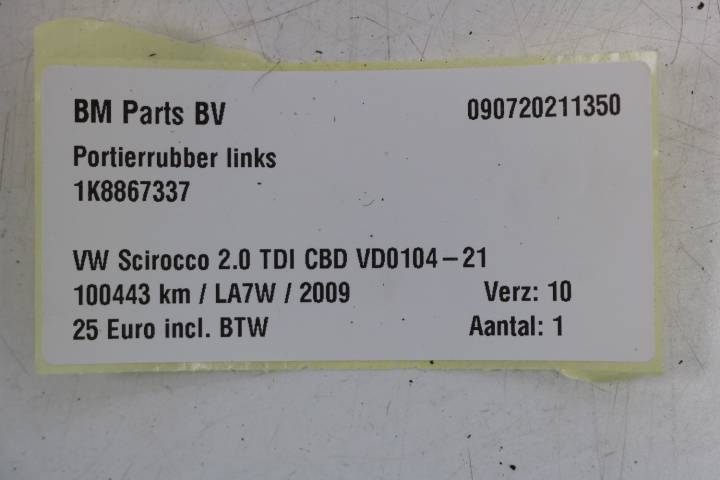 BM Parts BV 090720211350
Portierrubber links
1K8867337
VW Scirocco 2.0 TDI CBD VD0104-21
100443 km / LA7W / 2009 Verz: 10
25 Euro incl. BTW Aantal: 1